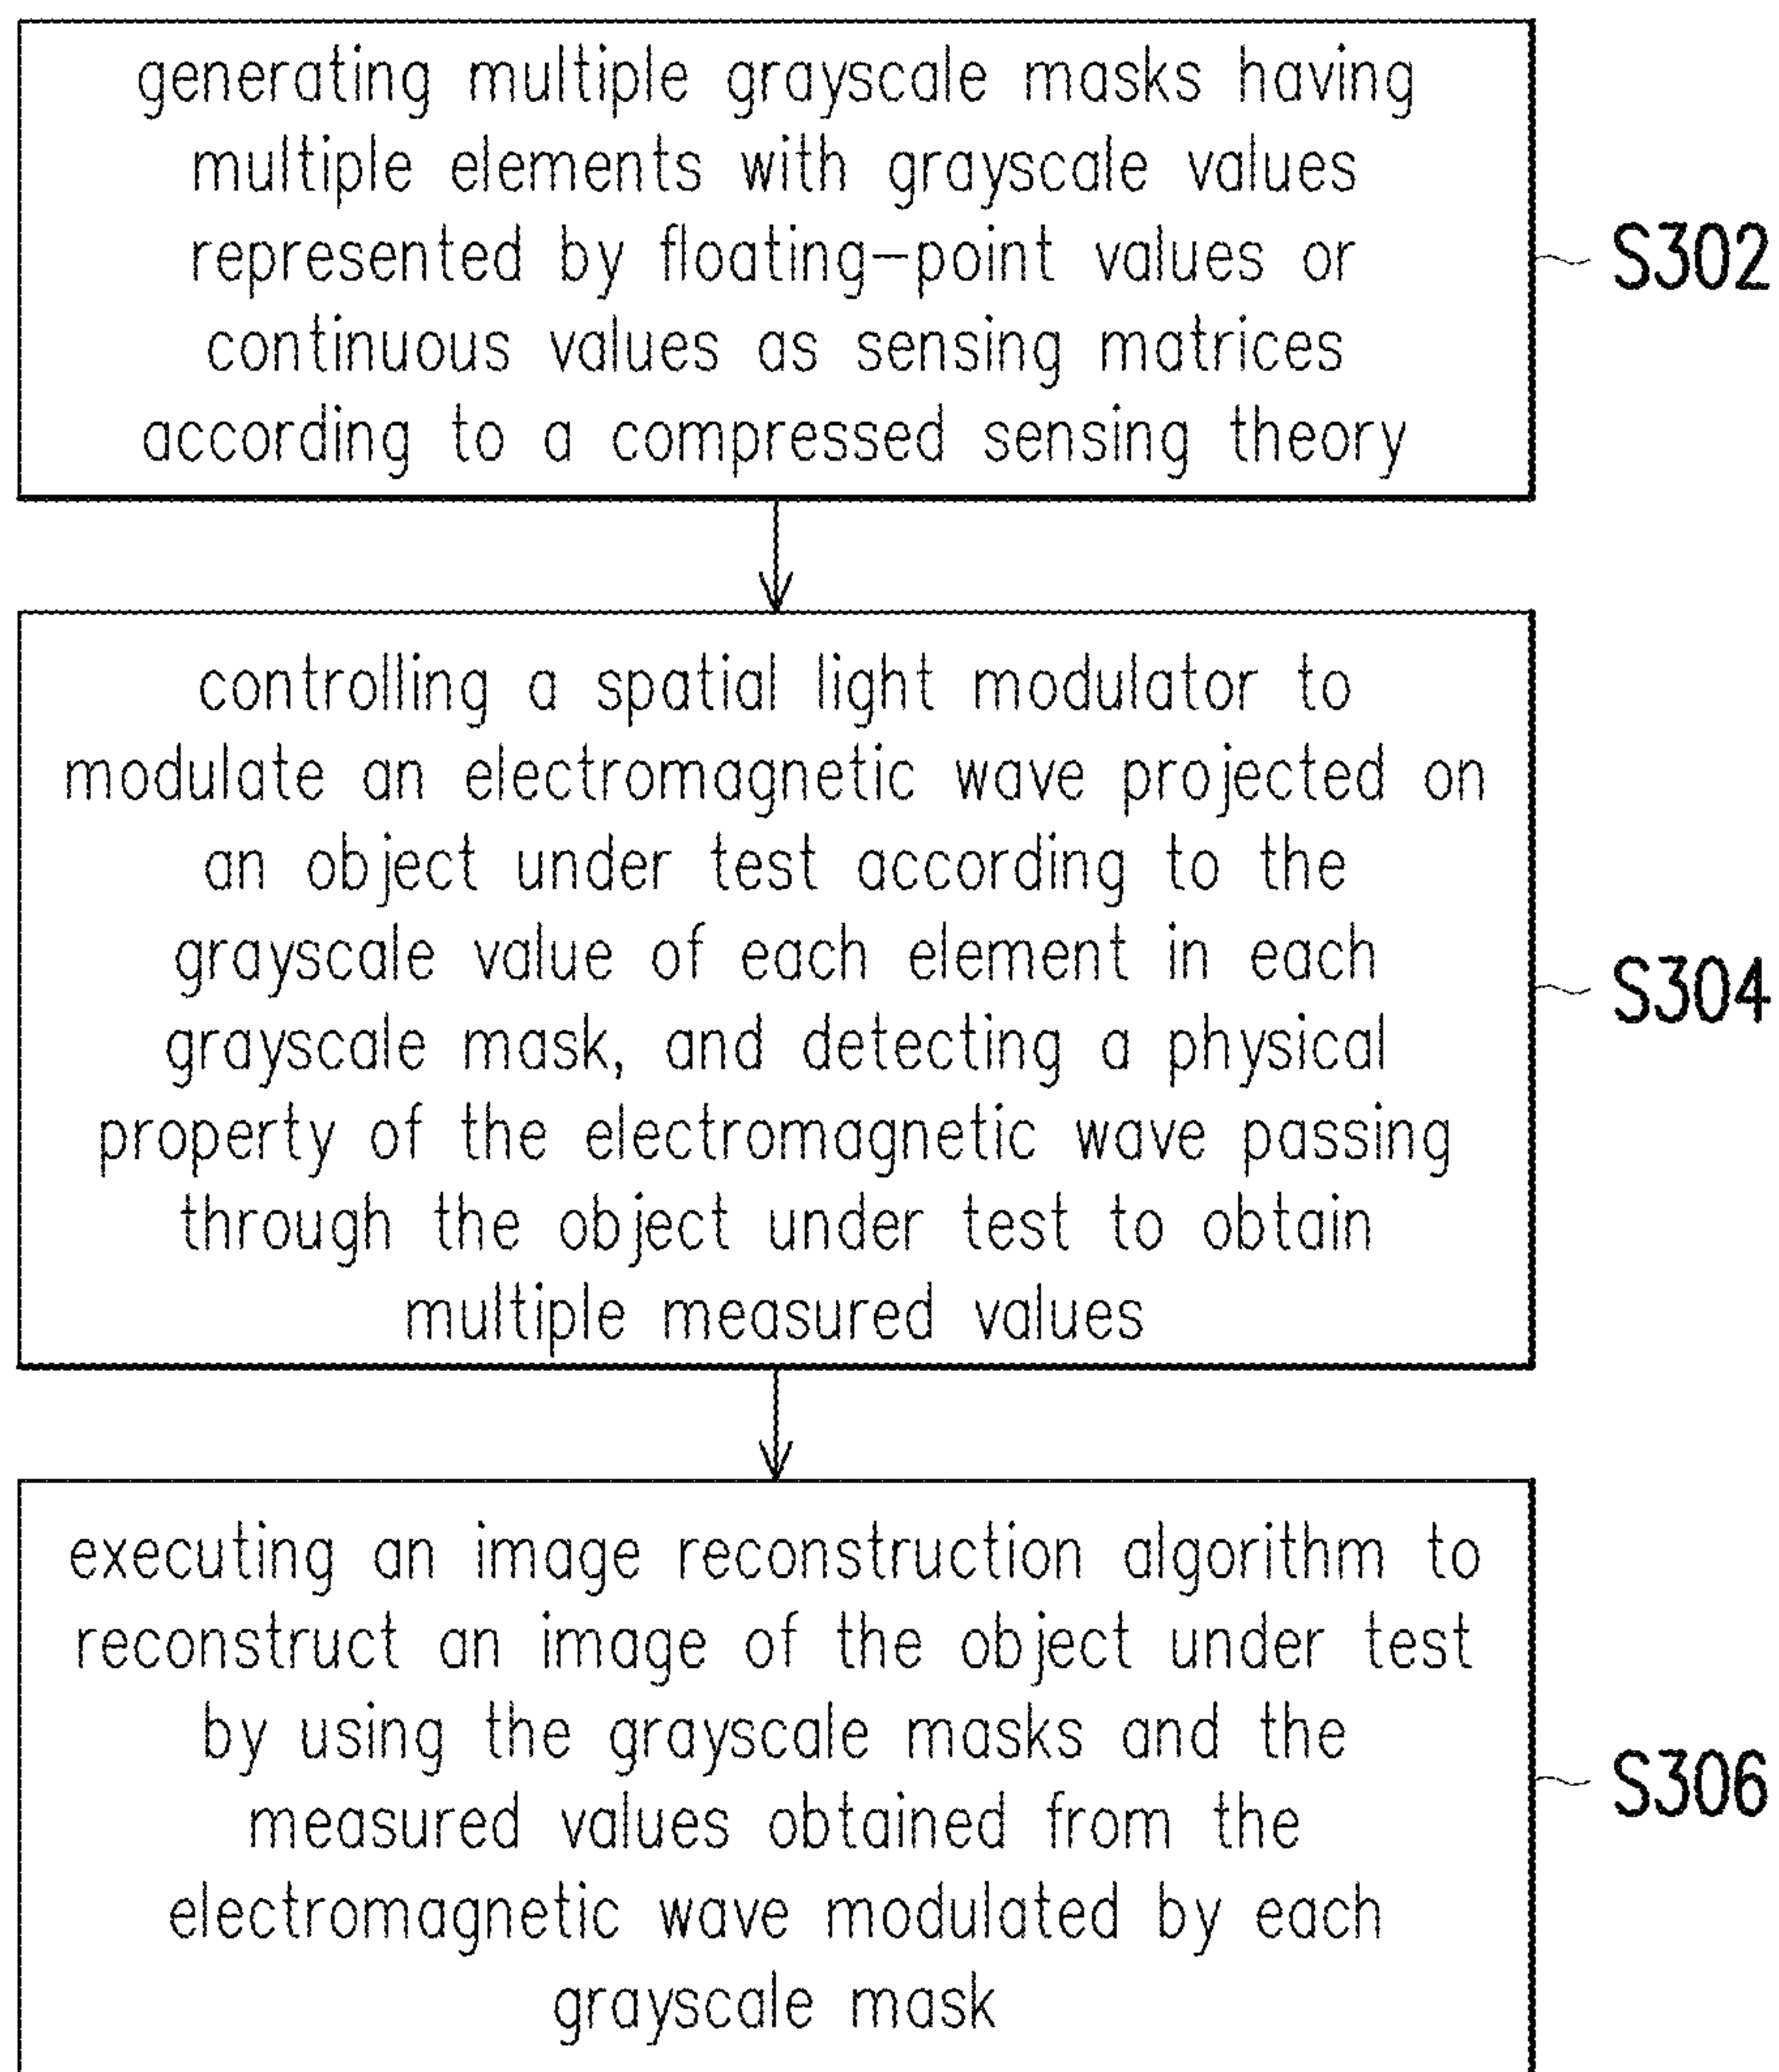 generating multiple grayscale masks having
multiple elements with grayscale values
represented by floating-point values or
continuous values as sensing matrices
according to a compressed sensing theory
S302
controlling a spatial light modulator to
modulate an electromagnetic wave projected on
an object under test according to the
grayscale value of each element in each
grayscale mask, and detecting a physical
property of the electromagnetic wave passing
through the object under test to obtain
multiple measured values
S304
executing an image reconstruction algorithm to
reconstruct an image of the object under test
by using the grayscale masks and the
measured values obtained from the
electromagnetic wave modulated by each
grayscale mask
S306